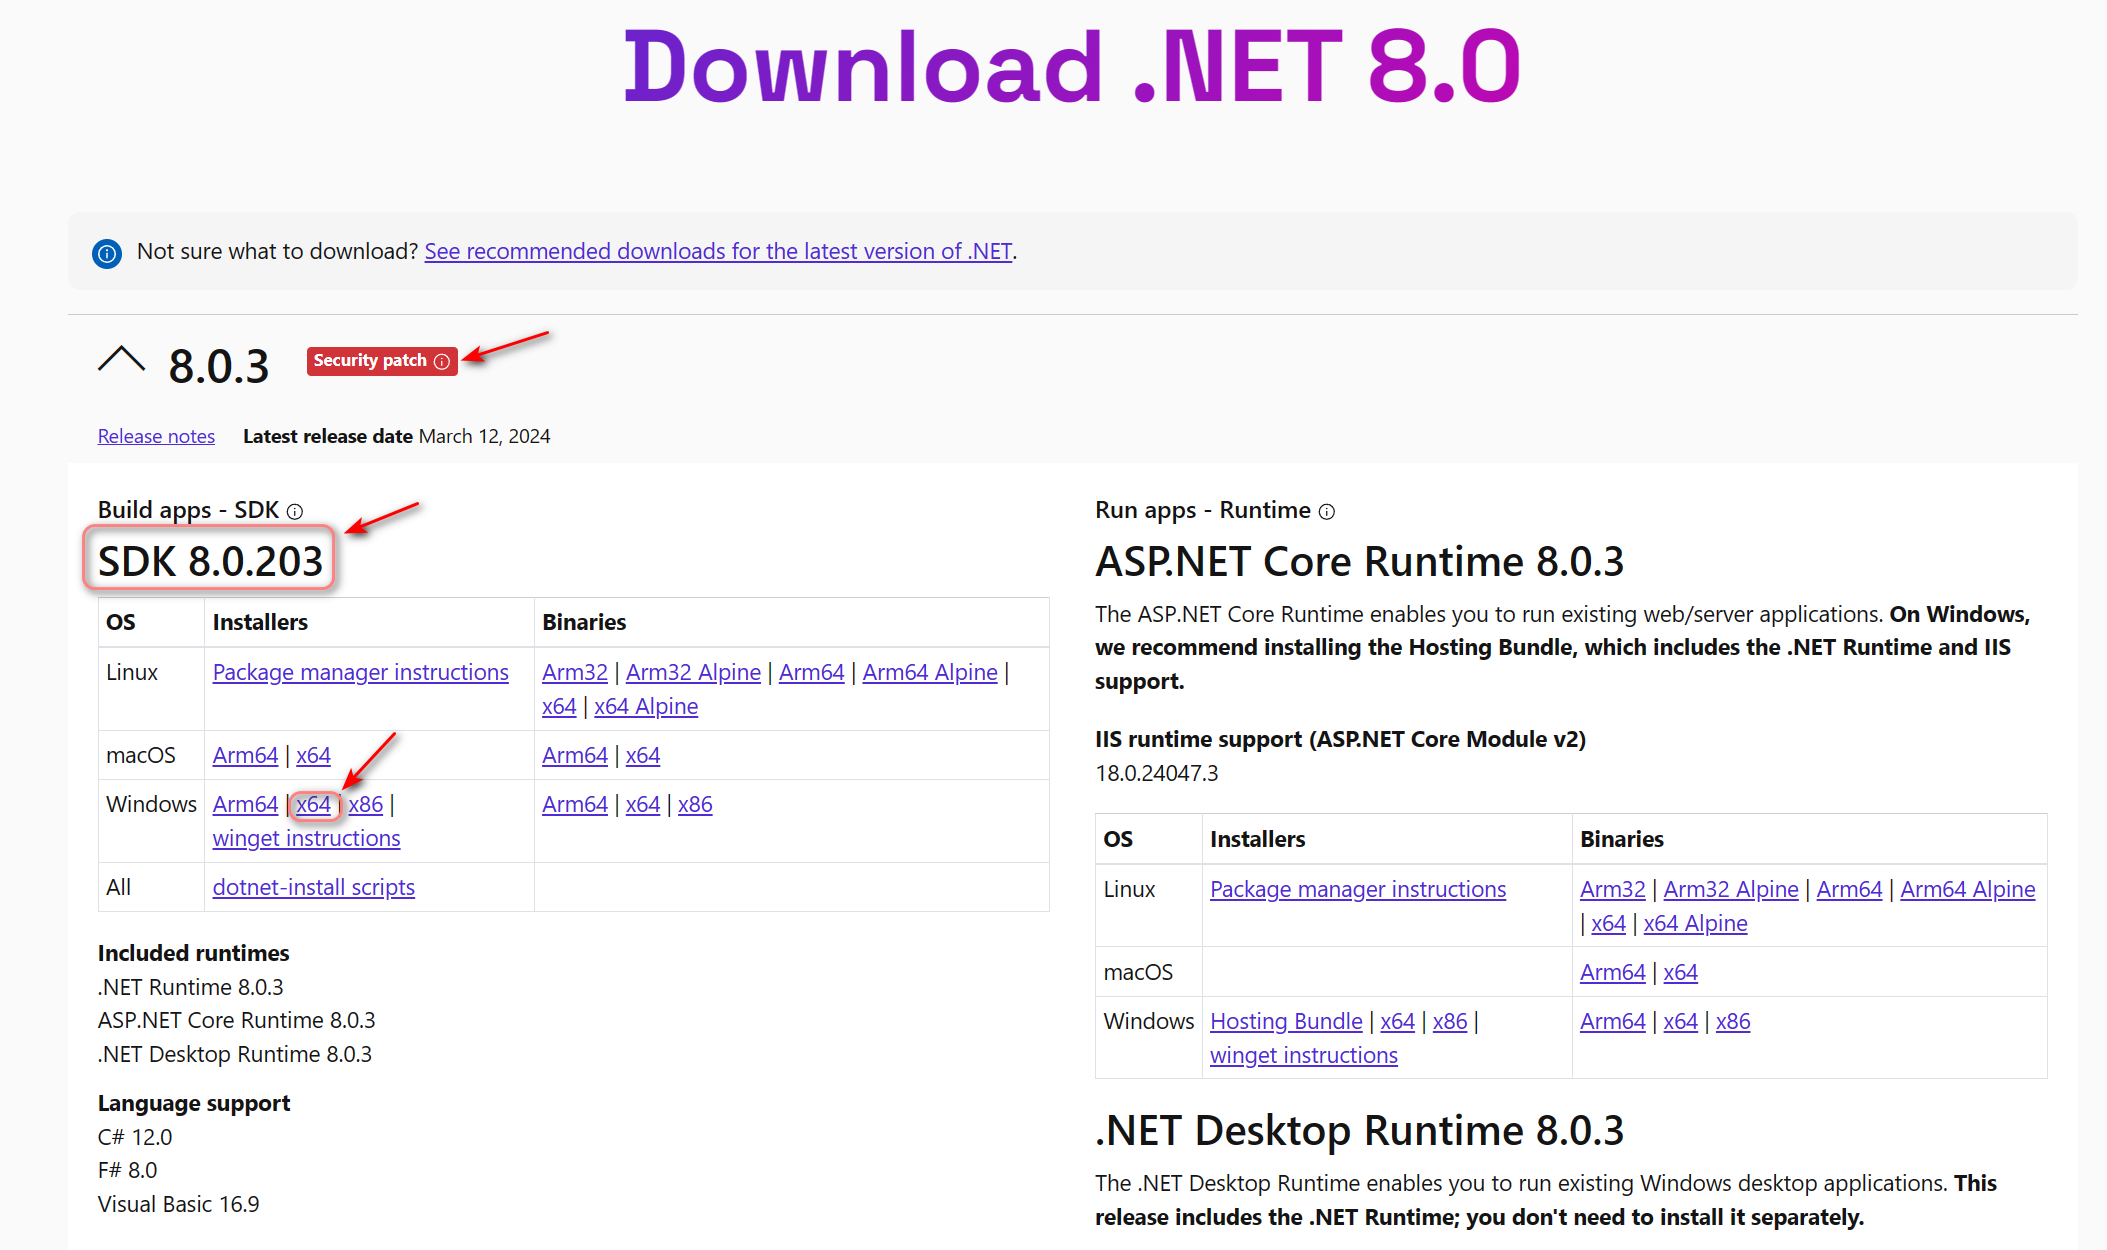 Download .NET 8.0
Not sure what to download? See recommended downloads for the latest version of .NET.
8.0.3 Security patch
Release notes Latest release date March 12, 2024
Build apps - SDK
SDK 8.0.203
OS Installers Binaries
Linux Package manager instructions Arm32 | Arm32 Alpine | Arm64 | Arm64 Alpine |
x64 | x64 Alpine
macOS Arm64 | x64 Arm64 | x64
Windows Arm64 | x64 | x86 | Arm64 | x64 | x86
winget instructions
All dotnet-install scripts
Included runtimes
.NET Runtime 8.0.3
ASP.NET Core Runtime 8.0.3
.NET Desktop Runtime 8.0.3
Language support
C# 12.0
F# 8.0
Visual Basic 16.9
Run apps - Runtime
ASP.NET Core Runtime 8.0.3
The ASP.NET Core Runtime enables you to run existing web/server applications. On Windows,
we recommend installing the Hosting Bundle, which includes the .NET Runtime and IIS
support.
IIS runtime support (ASP.NET Core Module v2)
18.0.24047.3
OS Installers Binaries
Linux Package manager instructions Arm32 | Arm32 Alpine | Arm64 | Arm64 Alpine
| x64 | x64 Alpine
macOS Arm64 | x64
Windows Hosting Bundle | x64 | x86 | Arm64 | x64 | x86
winget instructions
.NET Desktop Runtime 8.0.3
The .NET Desktop Runtime enables you to run existing Windows desktop applications. This
release includes the .NET Runtime; you don't need to install it separately.